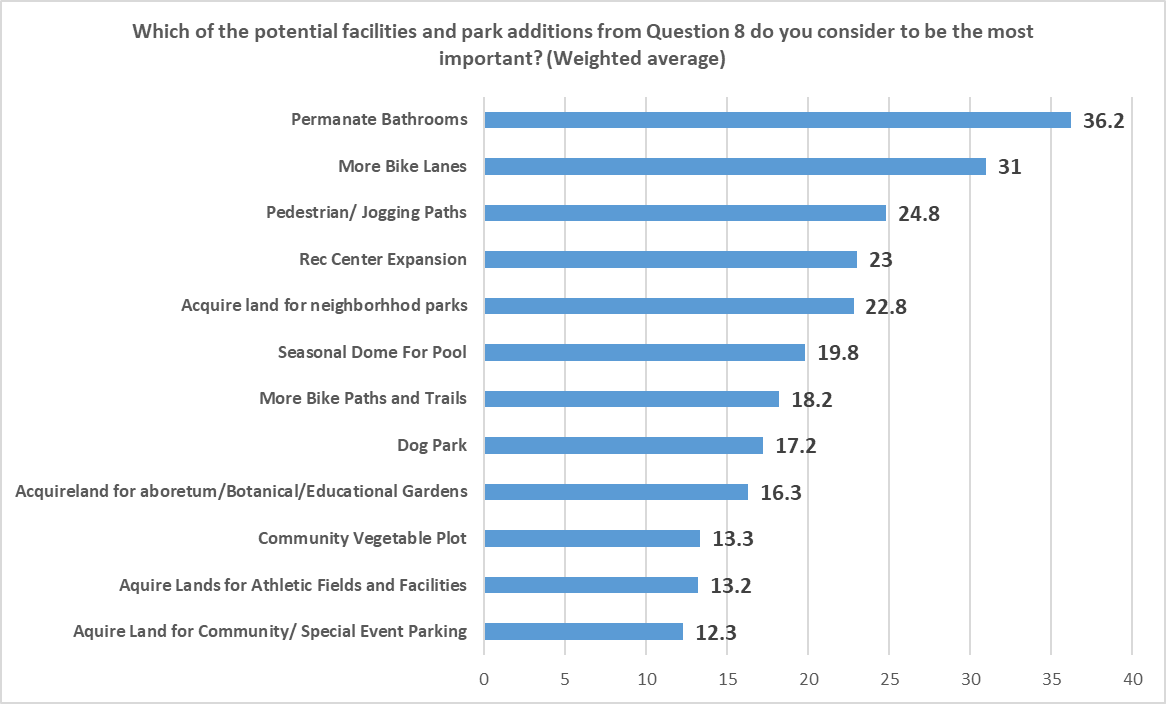 Which of the potential facilities and park additions from Question 8 do you consider to be the most
important? (Weighted average)
Permanate Bathrooms 36.2
More Bike Lanes 31
Pedestrian/ Jogging Paths 24.8
Rec Center Expansion 23
Acquire land for neighborhhod parks 22.8
Seasonal Dome For Pool 19.8
More Bike Paths and Trails 18.2
Dog Park 17.2
Acquireland for aboretum/Botanical/Educational Gardens 16.3
Community Vegetable Plot 13.3
Aquire Lands for Athletic Fields and Facilities 13.2
Aquire Land for Community/ Special Event Parking 12.3
0 5 10 15 20 25 30 35 40